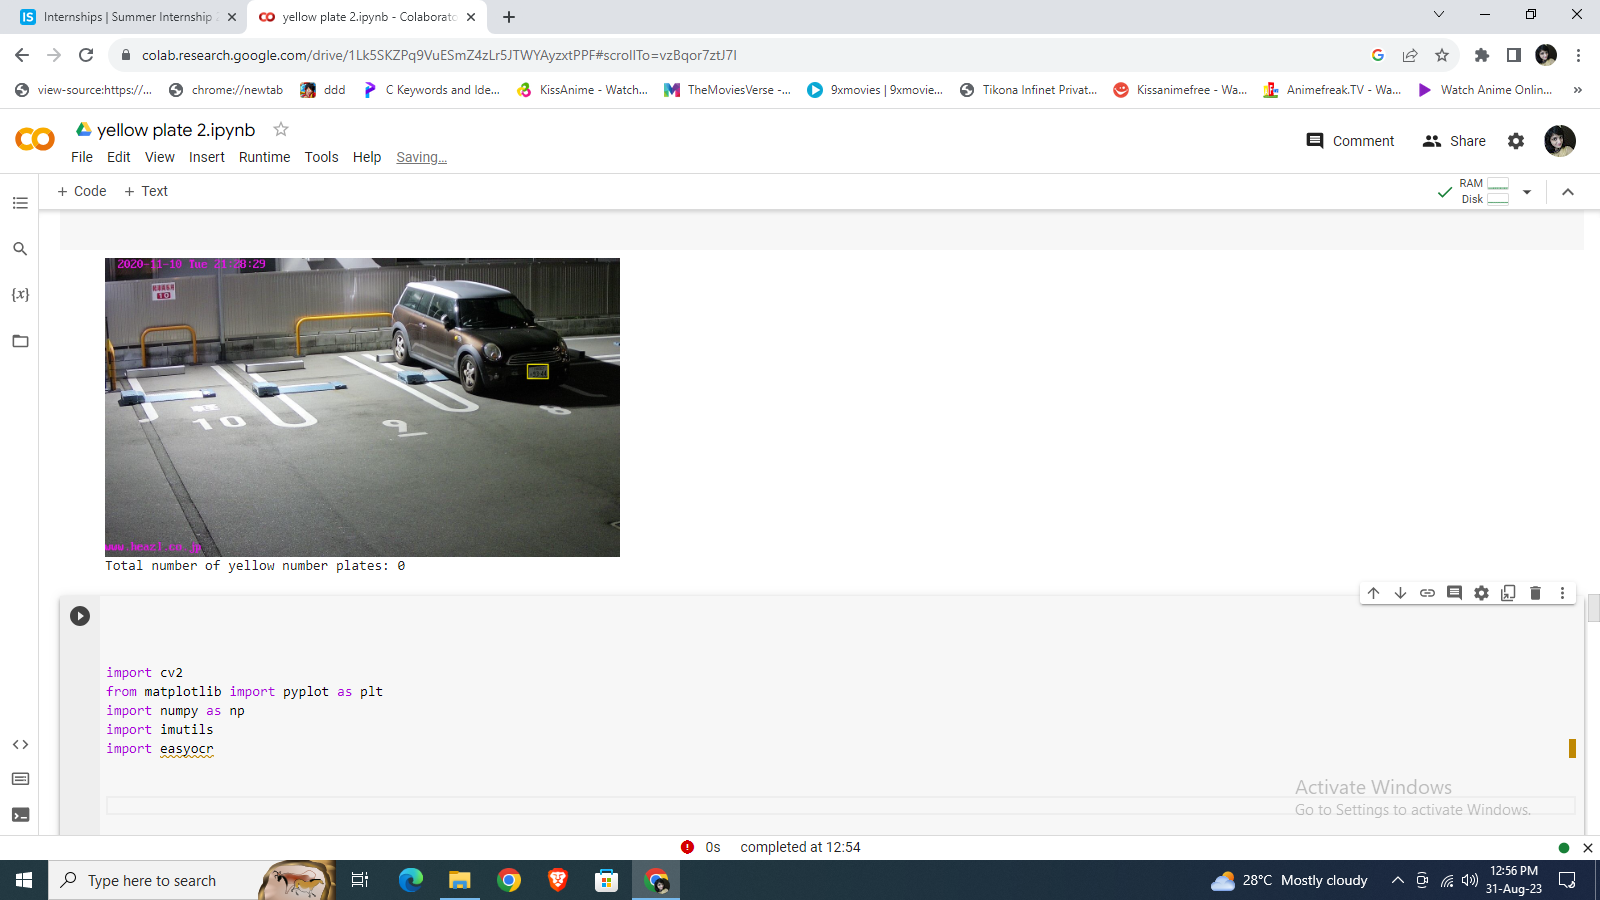 Internships | Summer Internship 2
yellow plate 2.ipynb - Colaborato
colab.research.google.com/drive/1Lk5SKZPq9VuESmZ4zLr5JTWYAyzxtPPF#scrollTo=vzBqor7ztJ7I
view-source:https://...
chrome://newtab
ddd
C Keywords and Ide...
KissAnime - Watch...
TheMoviesVerse -...
9xmovies | 9xmovie...
Tikona Infinet Privat...
Kissanimefree - Wa...
Animefreak.TV - Wa...
Watch Anime Onlin...
»
CO
yellow plate 2.ipynb
File Edit View Insert Runtime Tools Help Saving...
Comment
Share
+ Code + Text
RAM
Disk
{x}
2020-11-10 Tue
:29
10
10
9
8
Total number of yellow number plates: 0
import cv2
from matplotlib import pyplot as plt
import numpy as np
import imutils
import easyocr
Activate Windows
Go to Settings to activate Windows.
0s completed at 12:54
Type here to search
28°C Mostly cloudy
12:56 PM
31-Aug-23